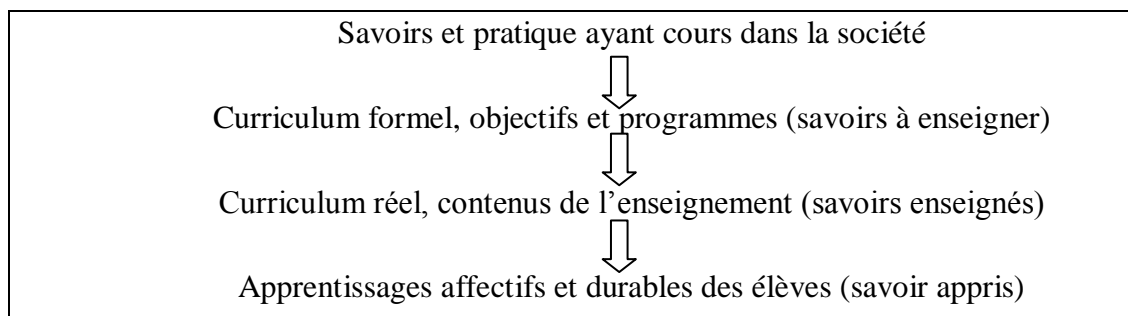 Savoirs et pratique ayant cours dans la société
Curriculum formel, objectifs et programmes (savoirs à enseigner)
Curriculum réel, contenus de l’enseignement (savoirs enseignés)
Apprentissages affectifs et durables des élèves (savoir appris)